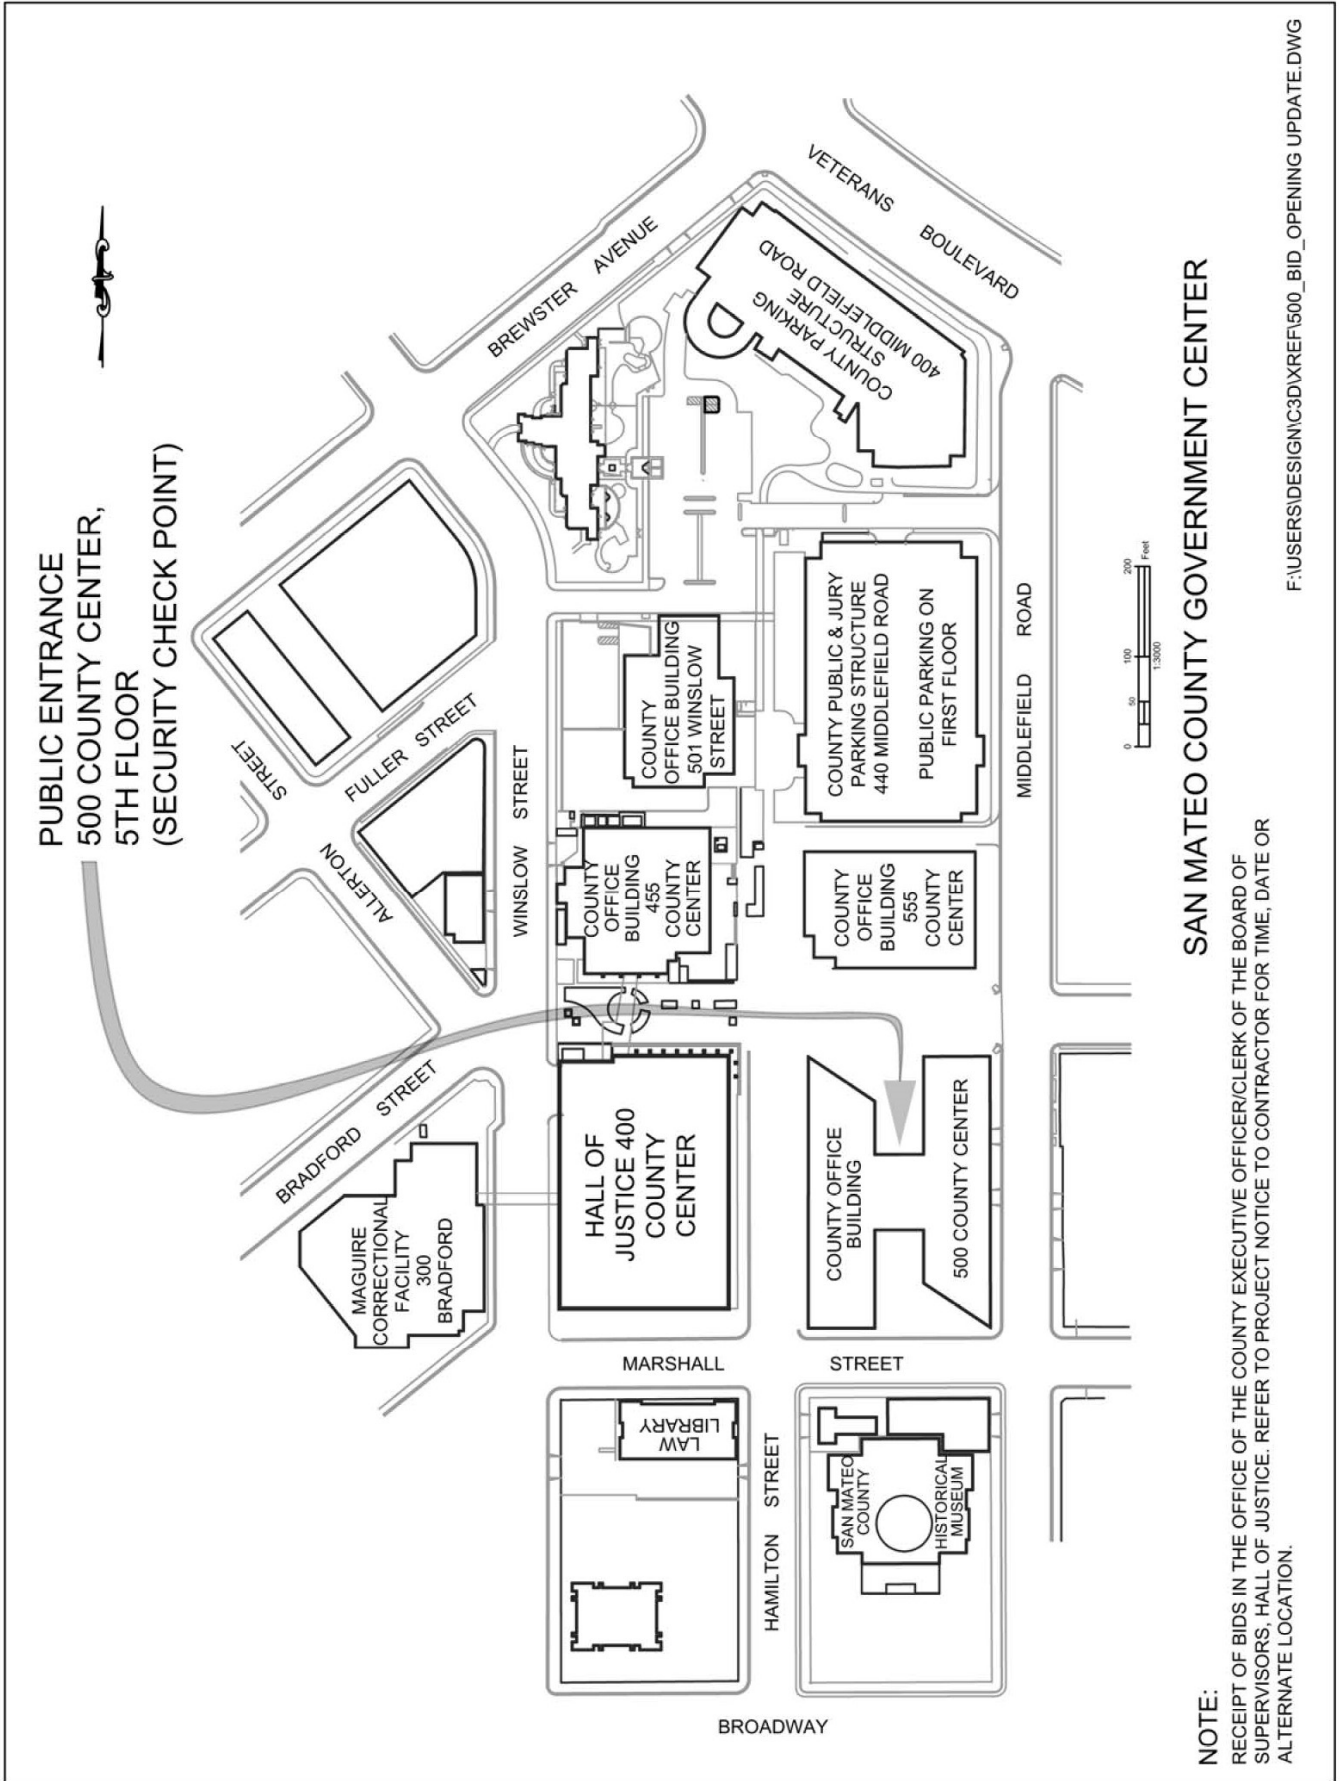 PUBLIC ENTRANCE
500 COUNTY CENTER,
5TH FLOOR
(SECURITY CHECK POINT)
BREWSTER AVENUE
VETERANS BOULEVARD
COUNTY PARKING
STRUCTURE
400 MIDDLEFIELD ROAD
ALLERTON STREET
FULLER STREET
WINSLOW STREET
BRADFORD STREET
COUNTY
OFFICE BUILDING
501 WINSLOW
STREET
COUNTY PUBLIC & JURY
PARKING STRUCTURE
440 MIDDLEFIELD ROAD
PUBLIC PARKING ON
FIRST FLOOR
MIDDLEFIELD ROAD
COUNTY
OFFICE
BUILDING
455
COUNTY
CENTER
COUNTY
OFFICE
BUILDING
555
COUNTY
CENTER
MAGUIRE
CORRECTIONAL
FACILITY
300
BRADFORD
HALL OF
JUSTICE 400
COUNTY
CENTER
COUNTY OFFICE
BUILDING
500 COUNTY CENTER
MARSHALL STREET
LAW
LIBRARY
HAMILTON STREET
SAN MATEO
COUNTY
HISTORICAL
MUSEUM
BROADWAY
0 50 100 200
Feet
1:3000
SAN MATEO COUNTY GOVERNMENT CENTER
NOTE:
RECEIPT OF BIDS IN THE OFFICE OF THE COUNTY EXECUTIVE OFFICER/CLERK OF THE BOARD OF
SUPERVISORS, HALL OF JUSTICE. REFER TO PROJECT NOTICE TO CONTRACTOR FOR TIME, DATE OR
ALTERNATE LOCATION.
F:\USERS\DESIGN\C3D\XREF\500_BID_OPENING UPDATE.DWG